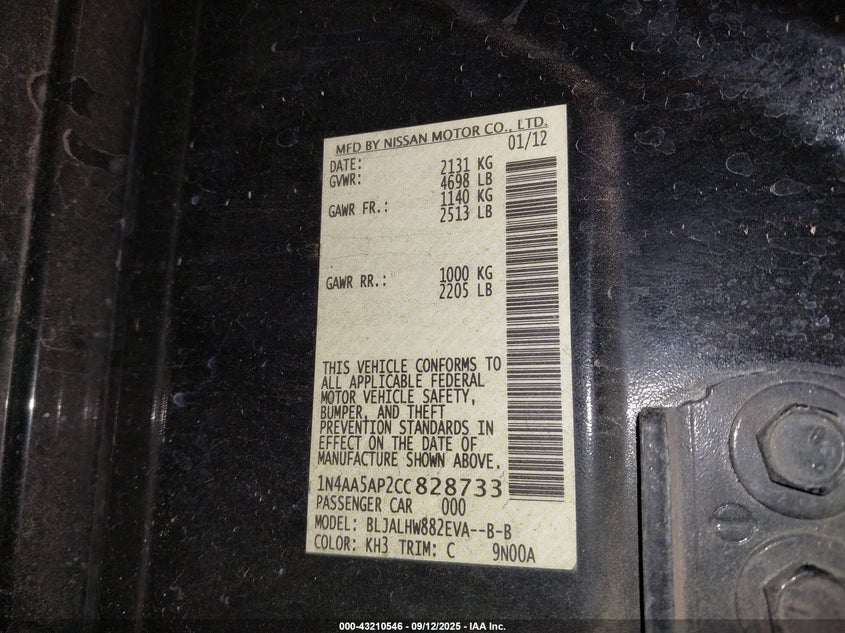 MFD BY NISSAN MOTOR CO., LTD.
DATE: 01/12
GVWR: 2131 KG
4698 LB
GAWR FR.: 1140 KG
2513 LB
GAWR RR.: 1000 KG
2205 LB
THIS VEHICLE CONFORMS TO
ALL APPLICABLE FEDERAL
MOTOR VEHICLE SAFETY,
BUMPER, AND THEFT
PREVENTION STANDARDS IN
EFFECT ON THE DATE OF
MANUFACTURE SHOWN ABOVE.
1N4AA5AP2CC828733
PASSENGER CAR 000
MODEL: BLJALHW882EVA--B-B
COLOR: KH3 TRIM: C 9N00A
000-43210546 - 09/12/2025 - IAA Inc.